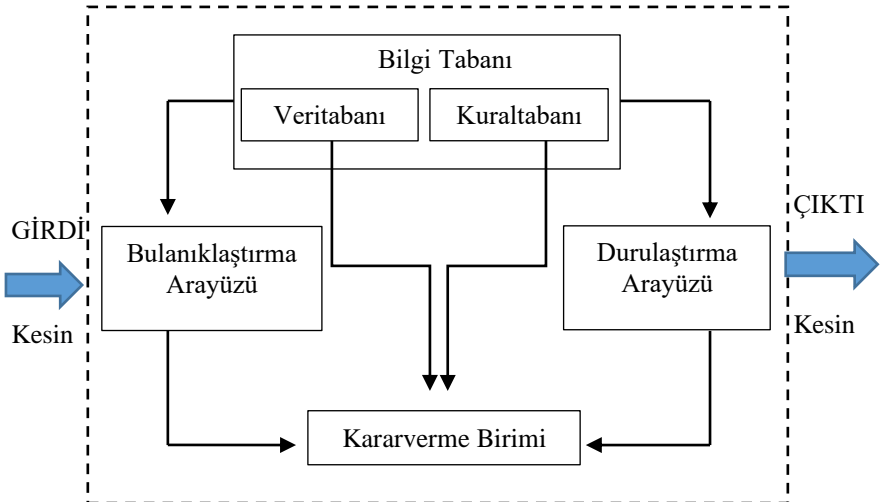 Bilgi Tabanı
Veritabanı
Kuraltabanı
GİRDİ
Kesin
Bulanıklaştırma
Arayüzü
Durulaştırma
Arayüzü
ÇIKTI
Kesin
Kararverme Birimi